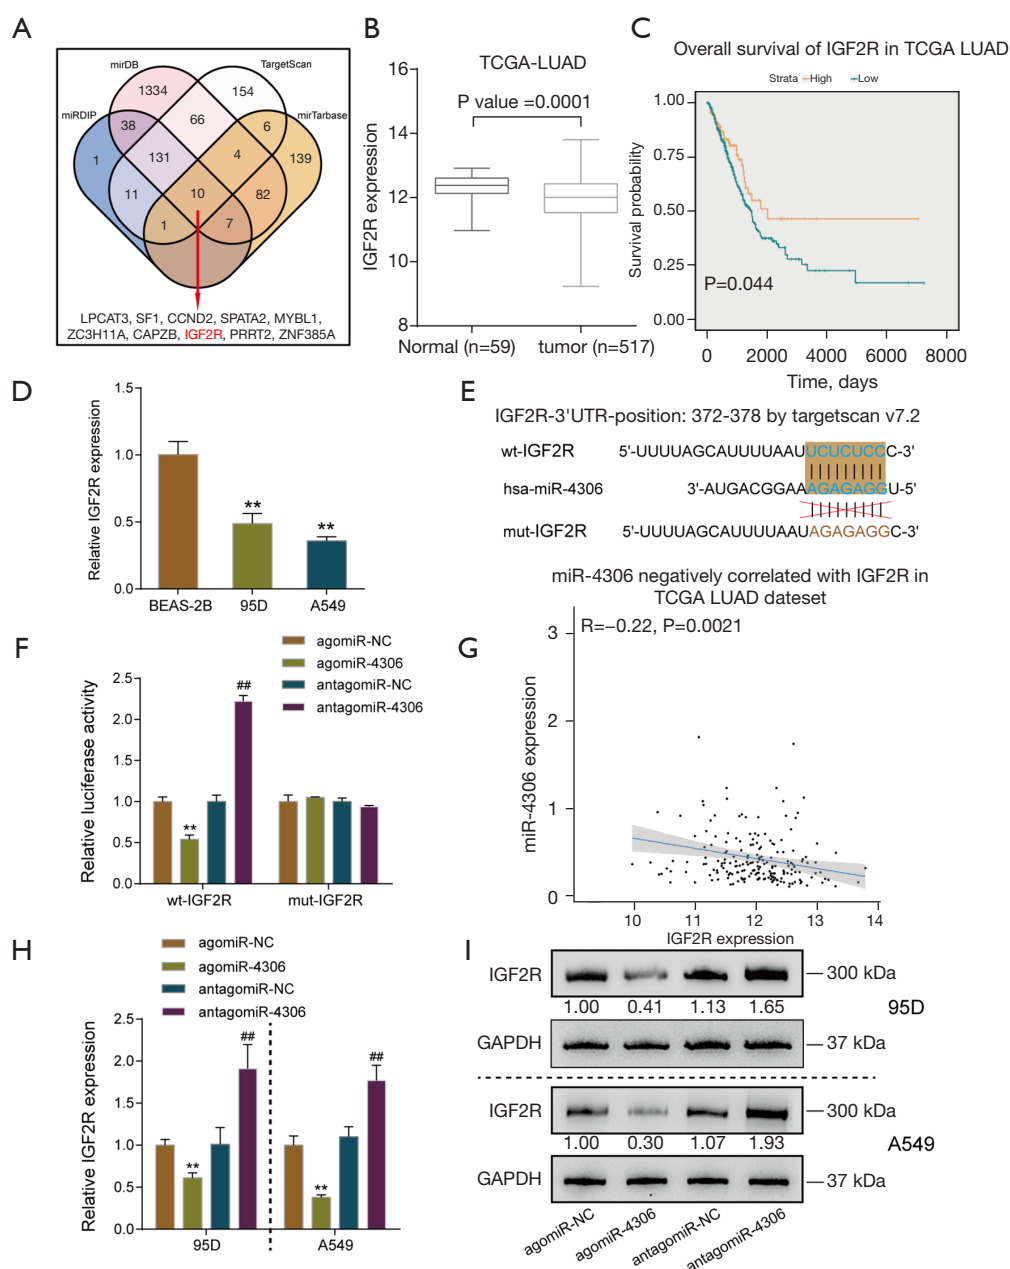 A
mirDB
TargetScan
miRDIP
mirTarbase
1334
154
38
66
6
1
131
4
139
11
10
82
1
7
LPCAT3, SF1, CCND2, SPATA2, MYBL1,
ZC3H11A, CAPZB, IGF2R, PRRT2, ZNF385A
B
TCGA-LUAD
P value =0.0001
IGF2R expression
16
14
12
10
8
Normal (n=59)
tumor (n=517)
C
Overall survival of IGF2R in TCGA LUAD
Strata High Low
Survival probability
1.00
0.75
0.50
0.25
0.00
P=0.044
0 2000 4000 6000 8000
Time, days
D
Relative IGF2R expression
1.5
1.0
0.5
0.0
**
**
BEAS-2B 95D A549
E
IGF2R-3'UTR-position: 372-378 by targetscan v7.2
wt-IGF2R 5'-UUUUAGCAUUUUAAUUCUCUCCC-3'
hsa-miR-4306 3'-AUGACGGAAAGAGAGGU-5'
mut-IGF2R 5'-UUUUAGCAUUUUAAUAGAGAGGC-3'
F
agomiR-NC
agomiR-4306
antagomiR-NC
antagomiR-4306
Relative luciferase activity
2.5
2.0
1.5
1.0
0.5
0.0
**
##
wt-IGF2R mut-IGF2R
G
miR-4306 negatively correlated with IGF2R in
TCGA LUAD dateset
R=−0.22, P=0.0021
miR-4306 expression
3
2
1
0
10 11 12 13 14
IGF2R expression
H
agomiR-NC
agomiR-4306
antagomiR-NC
antagomiR-4306
Relative IGF2R expression
2.5
2.0
1.5
1.0
0.5
0.0
**
##
**
##
95D A549
I
IGF2R
300 kDa
1.00 0.41 1.13 1.65
95D
GAPDH
37 kDa
IGF2R
300 kDa
1.00 0.30 1.07 1.93
A549
GAPDH
37 kDa
agomiR-NC
agomiR-4306
antagomiR-NC
antagomiR-4306